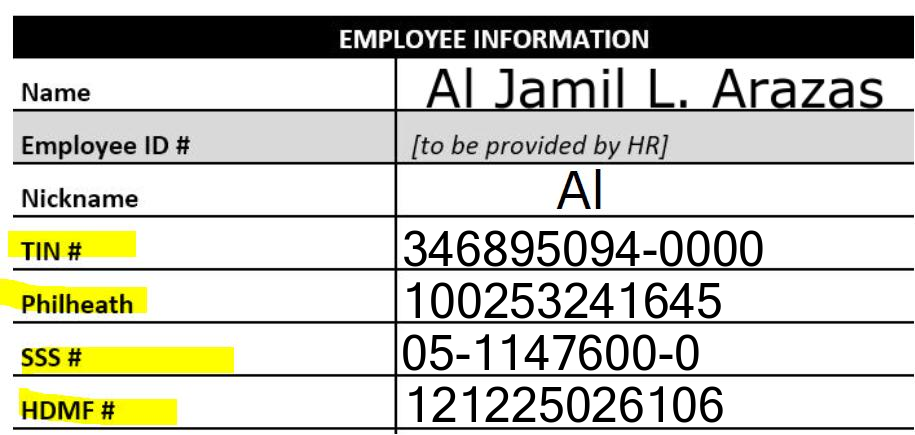 EMPLOYEE INFORMATION
Name Al Jamil L. Arazas
Employee ID # [to be provided by HR]
Nickname Al
TIN # 346895094-0000
Philheath 100253241645
SSS # 05-1147600-0
HDMF # 121225026106